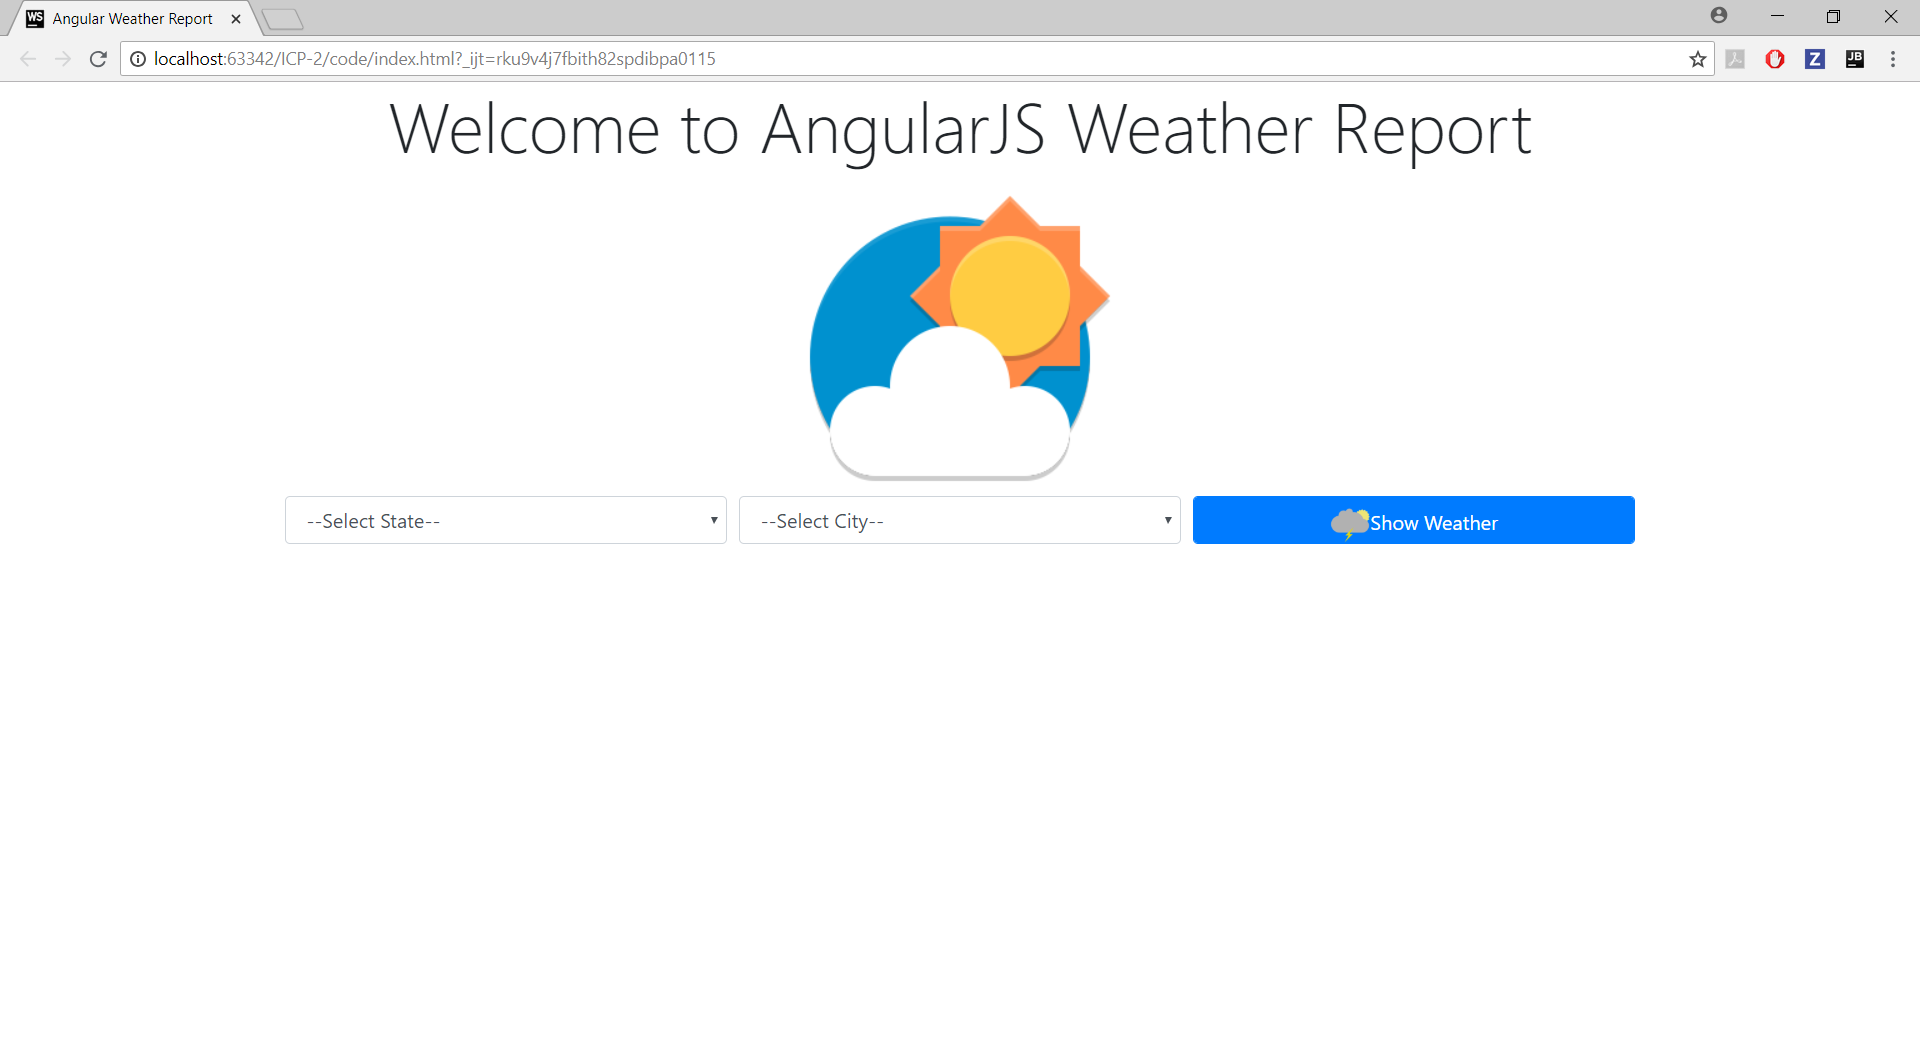 WS Angular Weather Report
localhost:63342/ICP-2/code/index.html?_ijt=rku9v4j7fbith82spdibpa0115
Z
JB
Welcome to AngularJS Weather Report
--Select State--
--Select City--
Show Weather